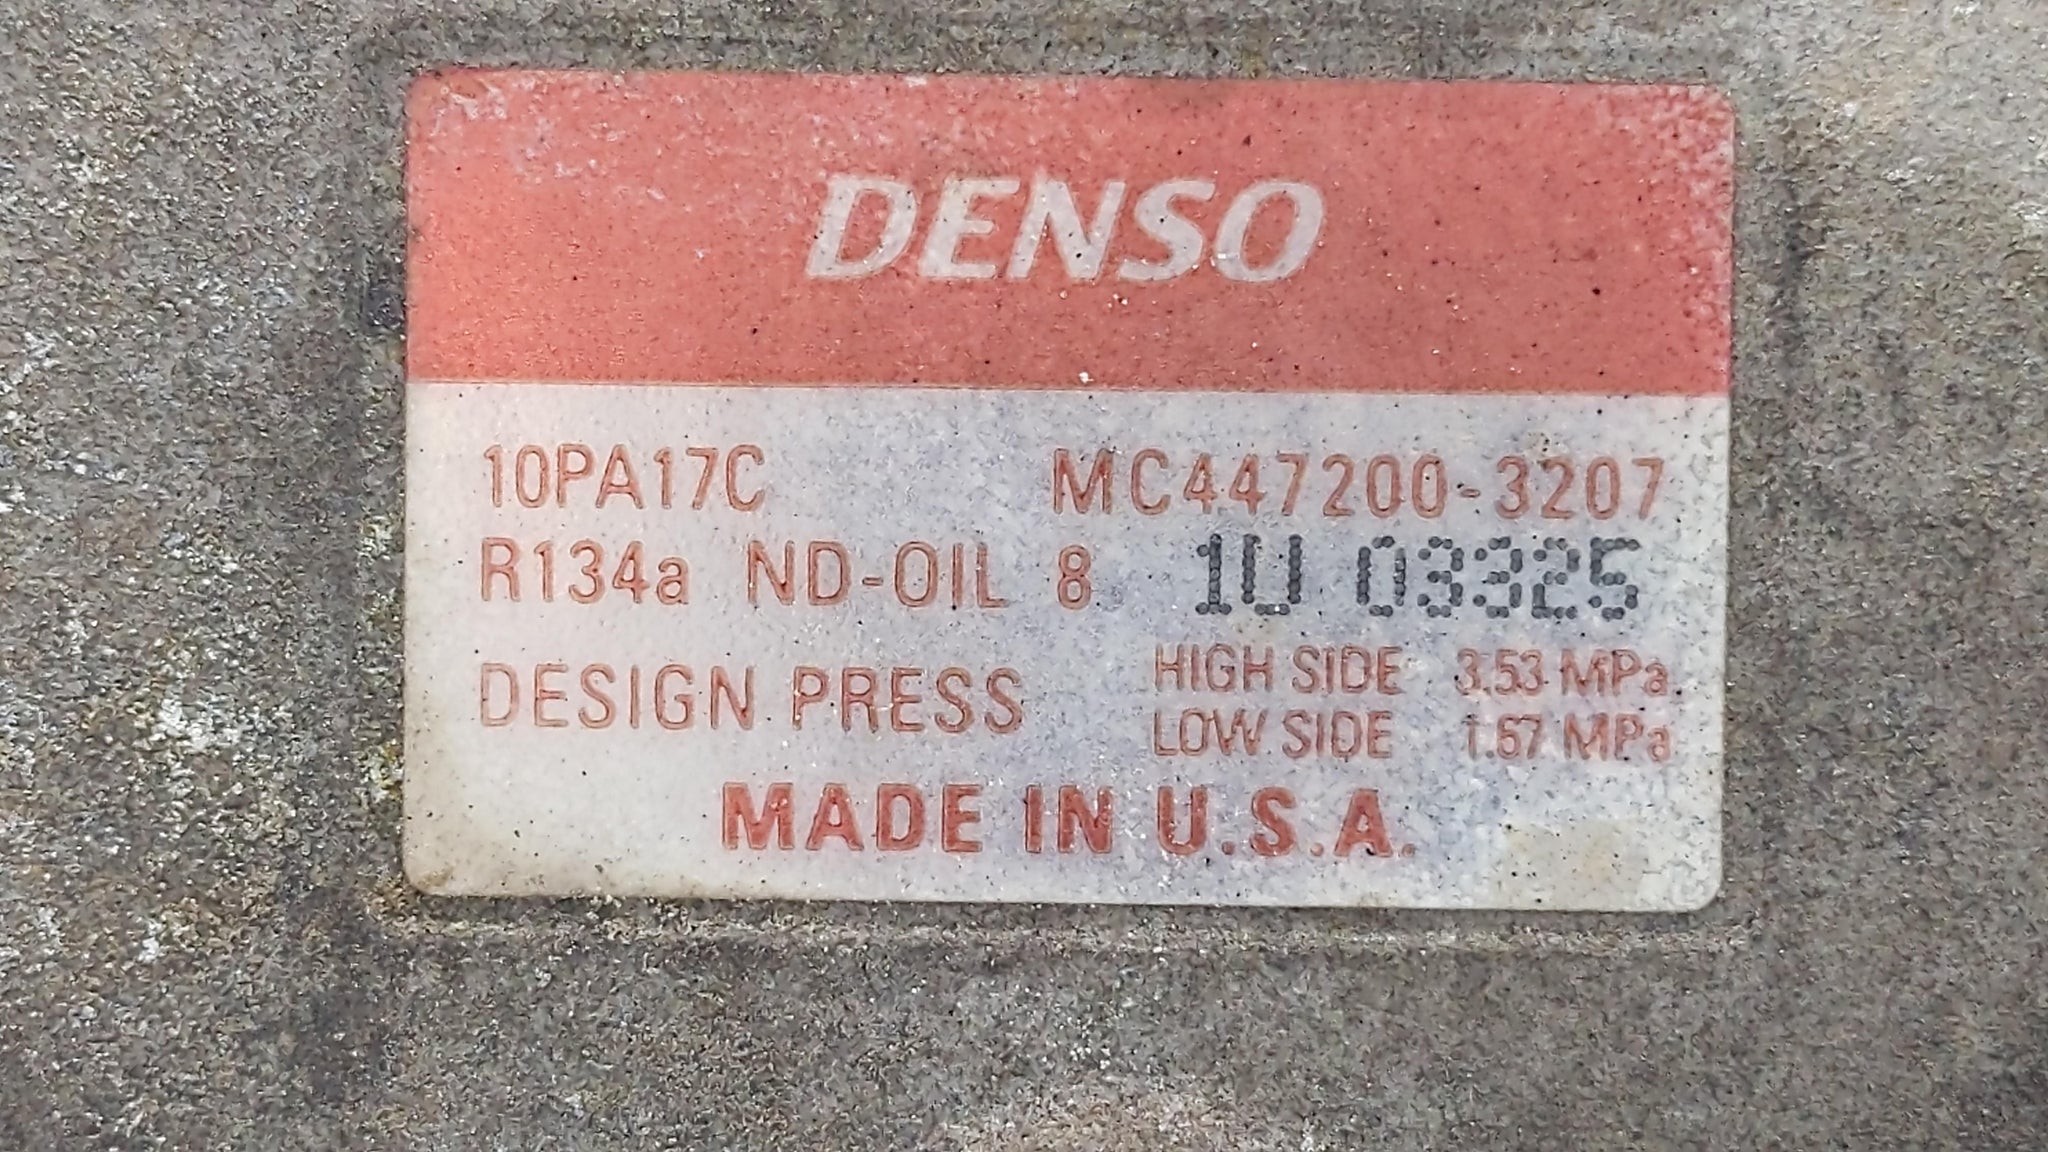 DENSO
10PA17C MC447200-3207
R134a ND-OIL 8 1U 03325
DESIGN PRESS HIGH SIDE 3.53 MPa
LOW SIDE 1.67 MPa
MADE IN U.S.A.